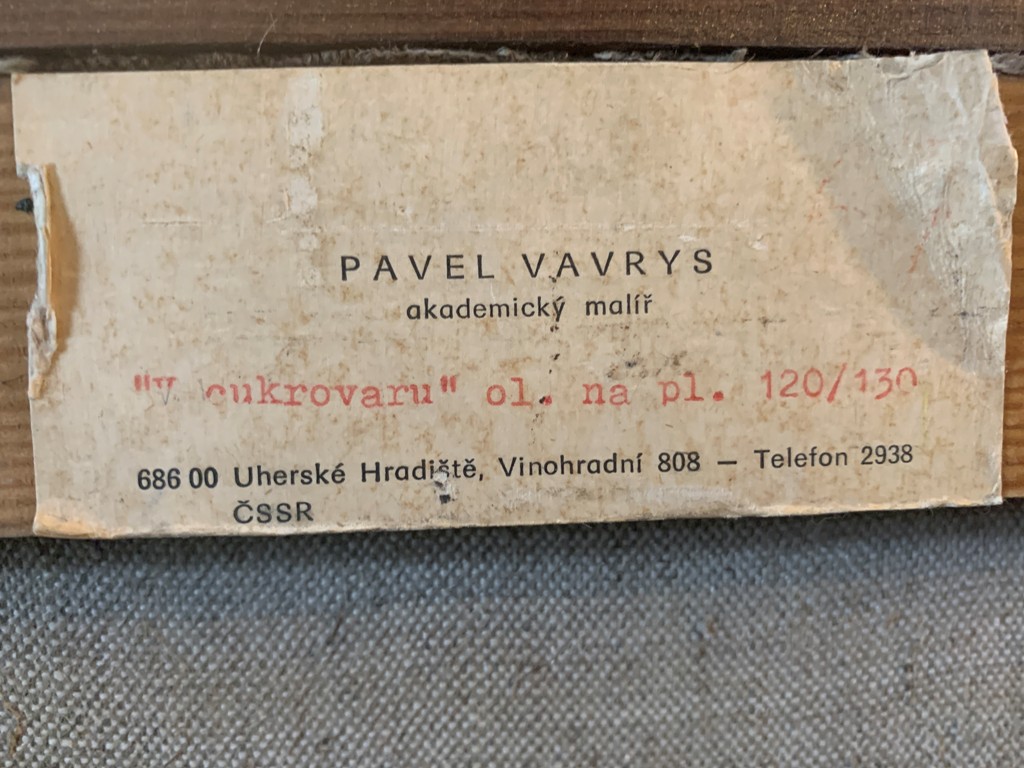 PAVEL VAVRYS
akademický malíř
"V cukrovaru" ol. na pl. 120/130
686 00 Uherské Hradiště, Vinohradní 808 — Telefon 2938
ČSSR